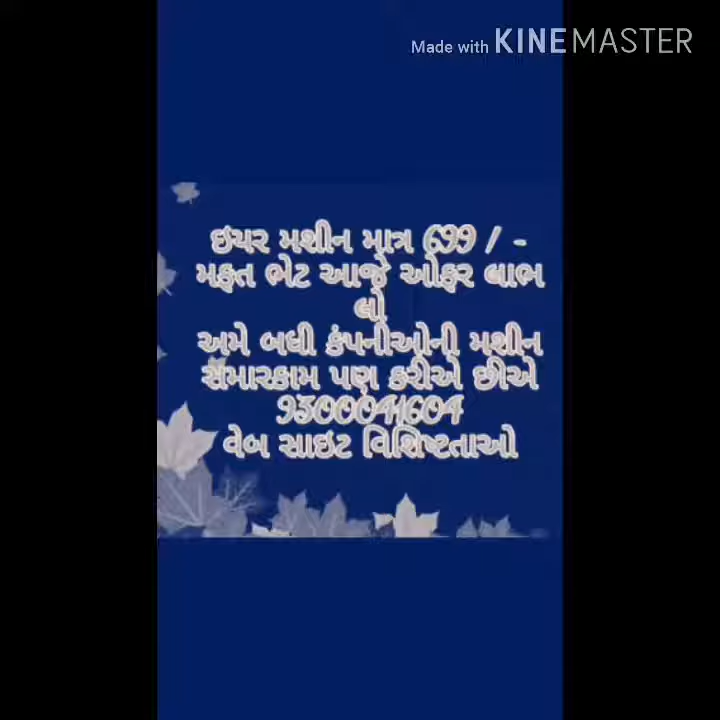 Made with KINEMASTER
ઇયર મશીન માત્ર 699 / -
મફત ભેટ આજે ઓફર લાભ
લો
અમે બધી કંપનીઓની મશીન
સમારકામ પણ કરીએ છીએ
9300041604
વેબ સાઇટ વિશિષ્ટતાઓ